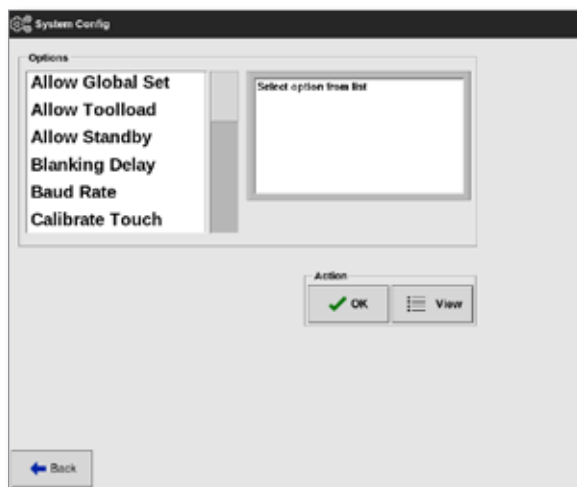 System Config
Options
Allow Global Set
Allow Toolload
Allow Standby
Blanking Delay
Baud Rate
Calibrate Touch
Select option from list
Action
OK
View
Back